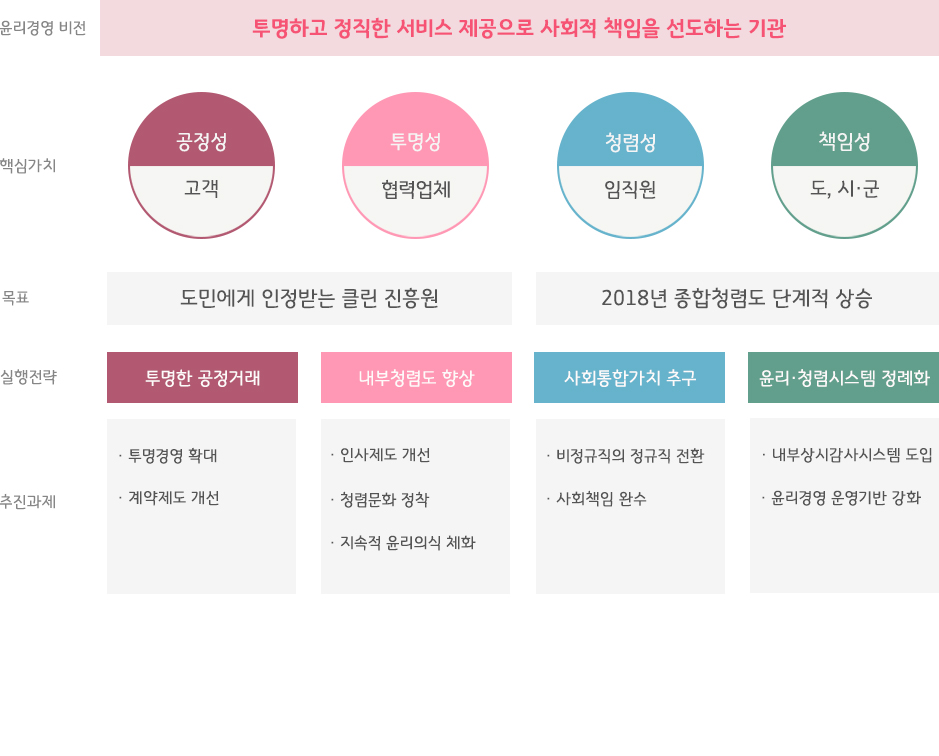 윤리경영 비전
투명하고 정직한 서비스 제공으로 사회적 책임을 선도하는 기관
핵심가치
공정성
고객
투명성
협력업체
청렴성
임직원
책임성
도, 시·군
목표
도민에게 인정받는 클린 진흥원
2018년 종합청렴도 단계적 상승
실행전략
투명한 공정거래
내부청렴도 향상
사회통합가치 추구
윤리·청렴시스템 정례화
추진과제
· 투명경영 확대
· 계약제도 개선
· 인사제도 개선
· 청렴문화 정착
· 지속적 윤리의식 체화
· 비정규직의 정규직 전환
· 사회책임 완수
· 내부상시감사시스템 도입
· 윤리경영 운영기반 강화